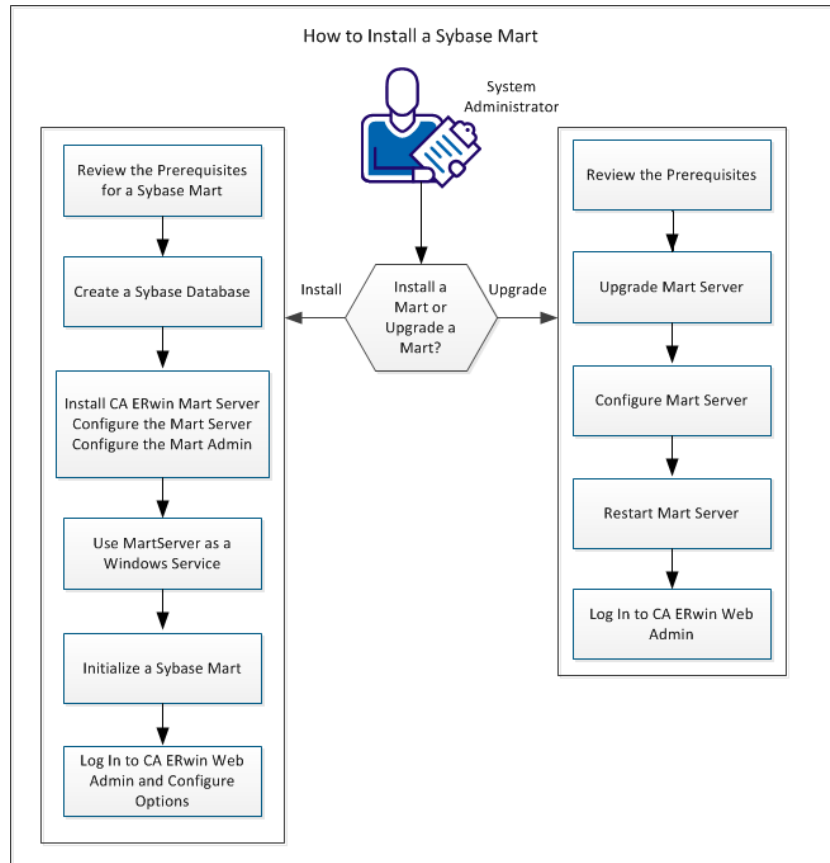 How to Install a Sybase Mart
System
Administrator
Install a
Mart or
Upgrade a
Mart?
Install
Upgrade
Review the Prerequisites
for a Sybase Mart
Create a Sybase Database
Install CA ERwin Mart Server
Configure the Mart Server
Configure the Mart Admin
Use MartServer as a
Windows Service
Initialize a Sybase Mart
Log In to CA ERwin Web
Admin and Configure
Options
Review the Prerequisites
Upgrade Mart Server
Configure Mart Server
Restart Mart Server
Log In to CA ERwin Web
Admin